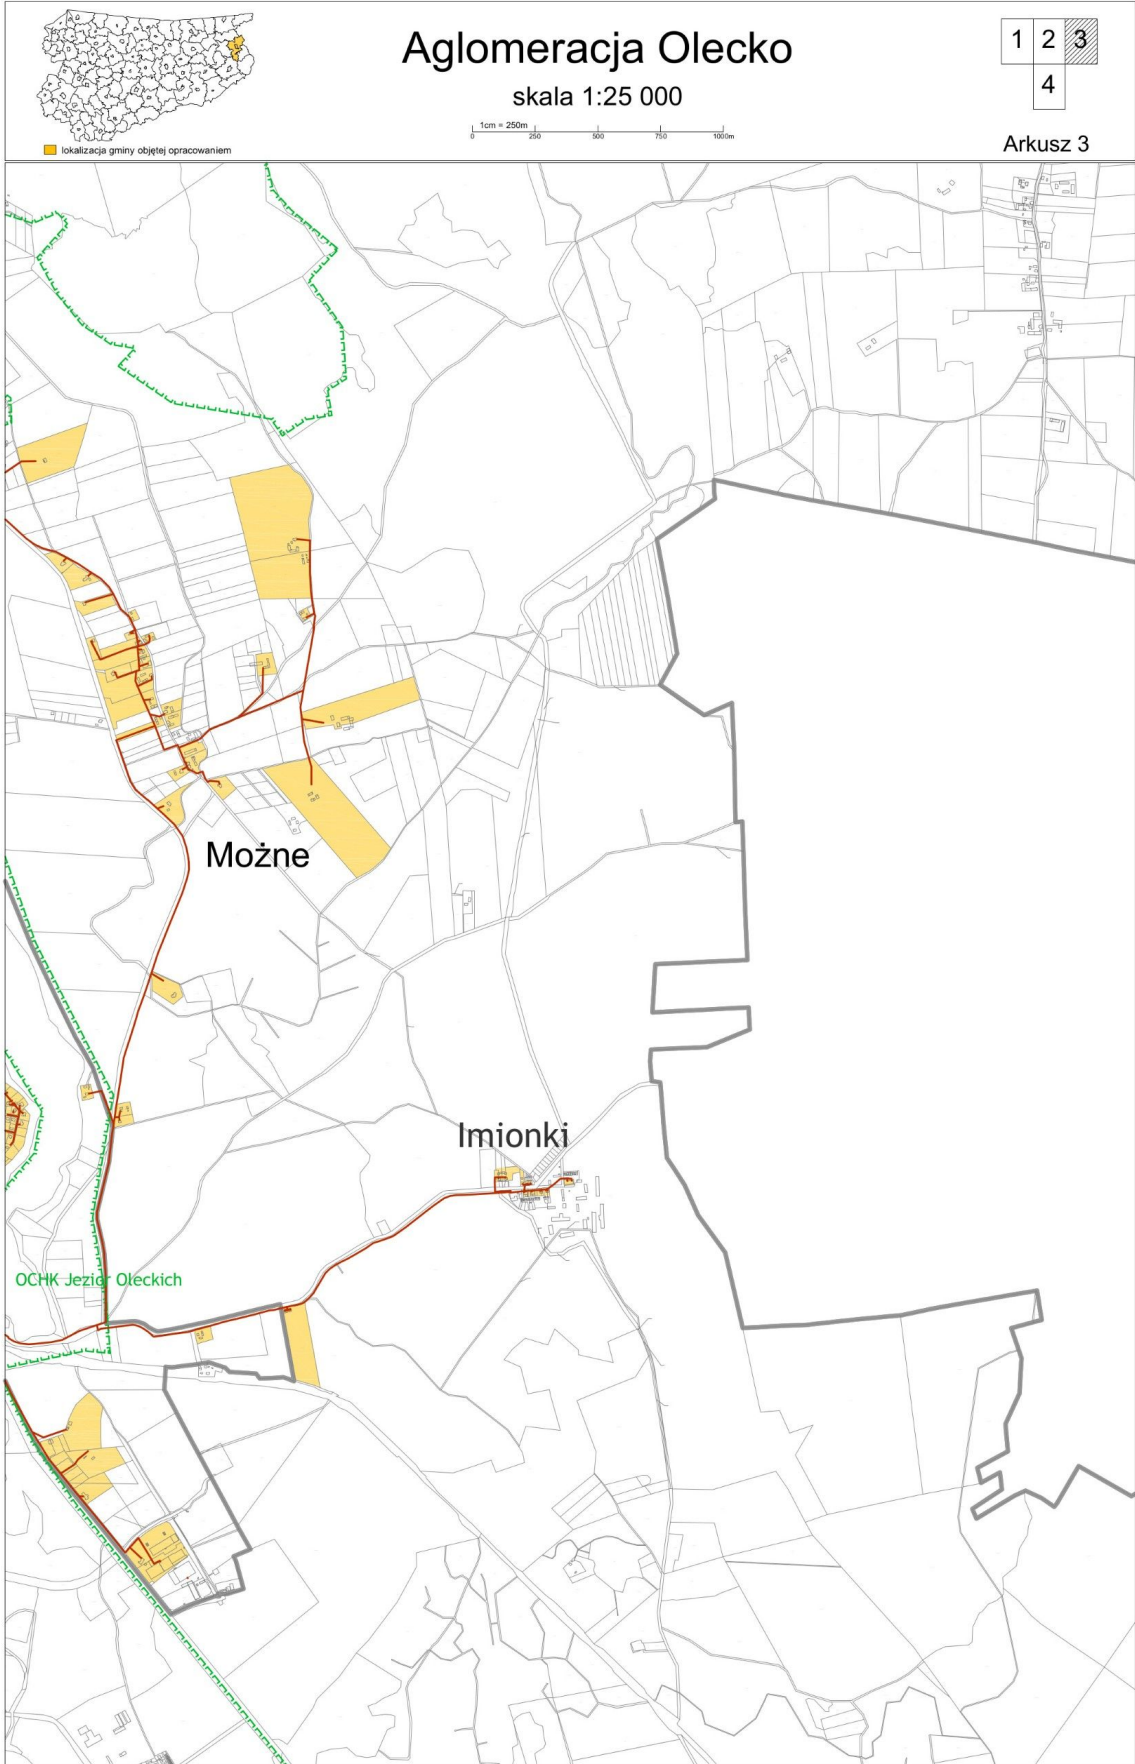 Aglomeracja Olecko
skala 1:25 000
1cm = 250m
0 250 500 750 1000m
lokalizacja gminy objętej opracowaniem
1 2 3
4
Arkusz 3
Możne
Imionki
OCHK Jezior Oleckich